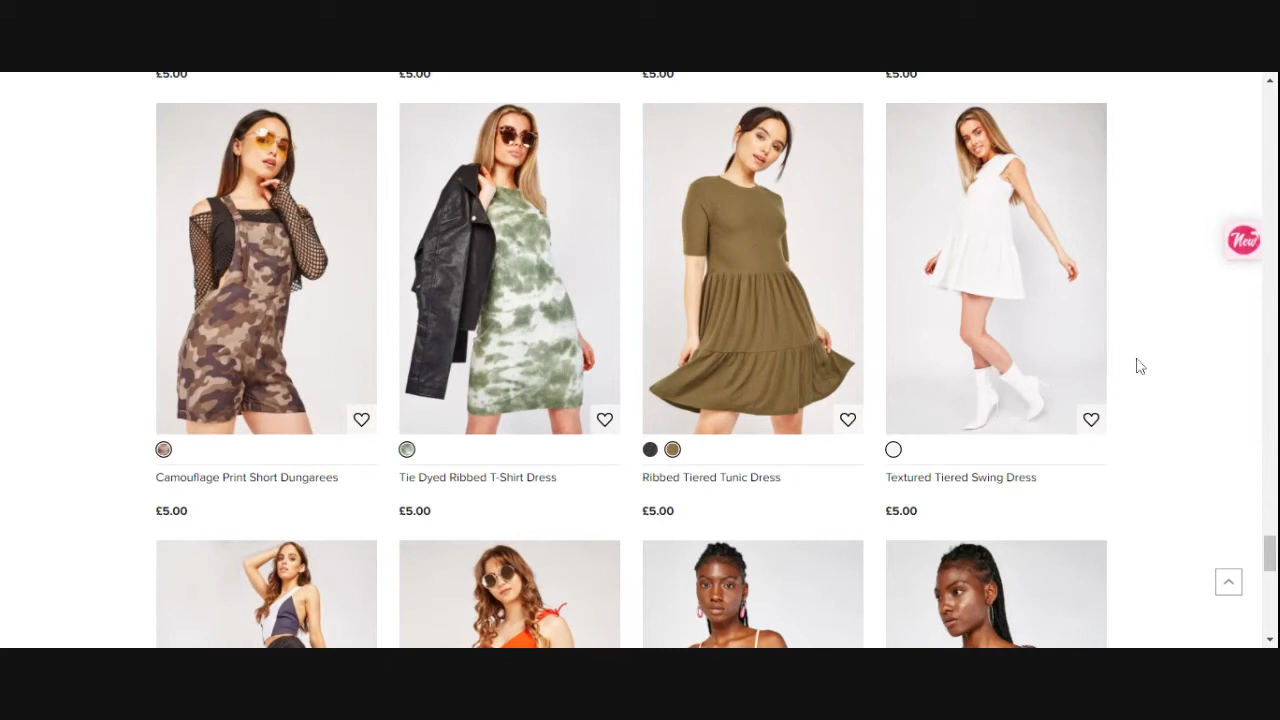 £5.00 £5.00 £5.00 £5.00
New
Camouflage Print Short Dungarees Tie Dyed Ribbed T-Shirt Dress Ribbed Tiered Tunic Dress Textured Tiered Swing Dress
£5.00 £5.00 £5.00 £5.00